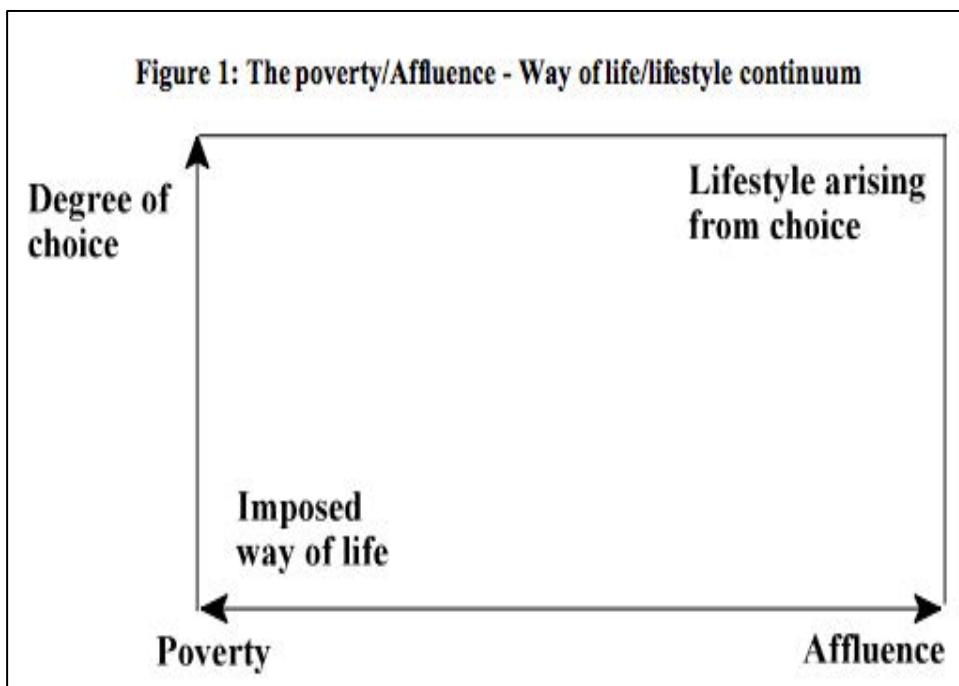 Figure 1: The poverty/Affluence - Way of life/lifestyle continuum
Degree of
choice
Lifestyle arising
from choice
Imposed
way of life
Poverty
Affluence